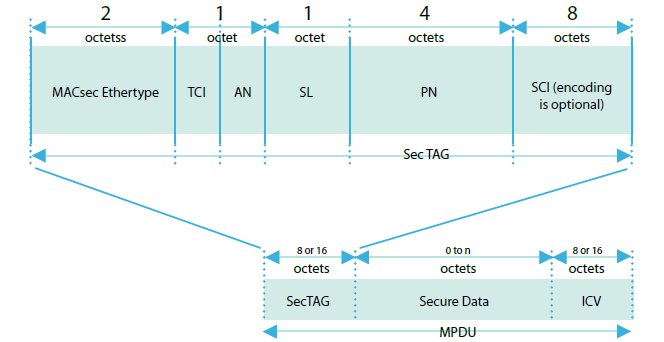 2 1 1 4 8
octetss octet octet octets octets
MACsec Ethertype TCI AN SL PN SCI (encoding
is optional)
Sec TAG
8 or 16 0 to n 8 or 16
octets octets octets
SecTAG Secure Data ICV
MPDU